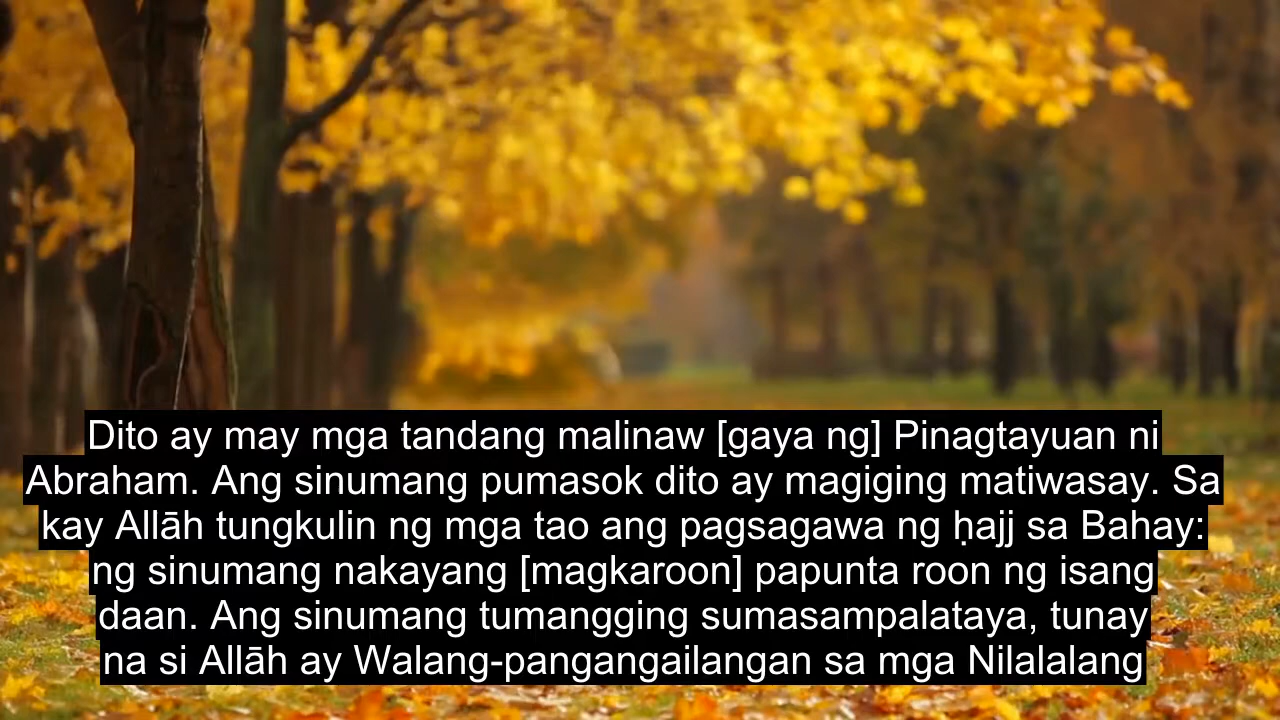 Dito ay may mga tandang malinaw [gaya ng] Pinagtayuan ni
Abraham. Ang sinumang pumasok dito ay magiging matiwasay. Sa
kay Allāh tungkulin ng mga tao ang pagsagawa ng ḥajj sa Bahay:
ng sinumang nakayang [magkaroon] papunta roon ng isang
daan. Ang sinumang tumangging sumasampalataya, tunay
na si Allāh ay Walang-pangangailangan sa mga Nilalalang